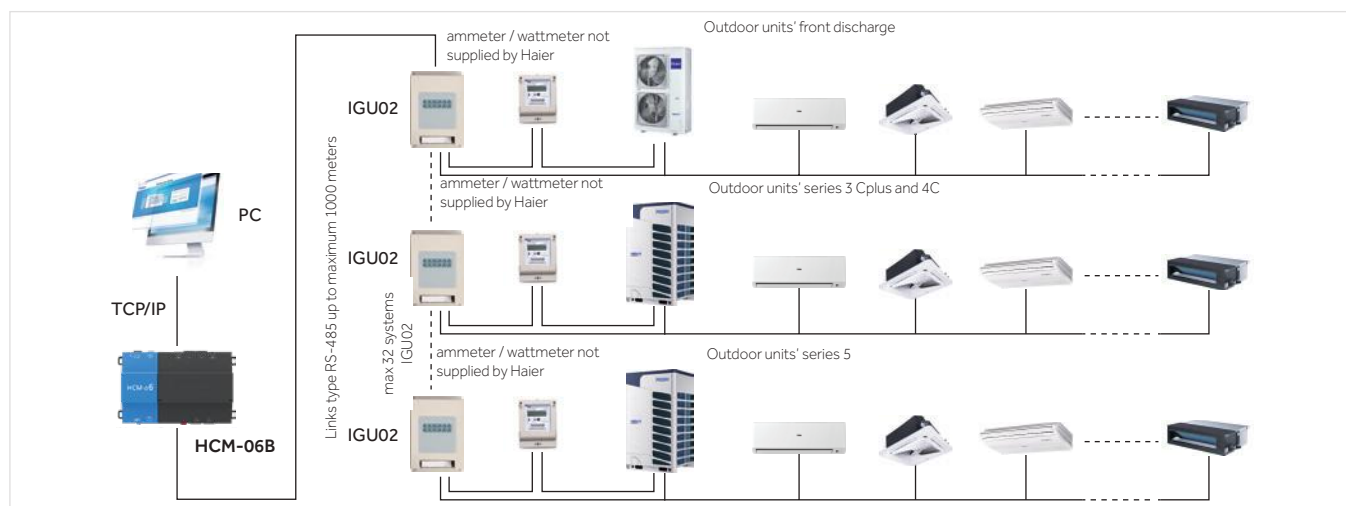 Outdoor units' front discharge
ammeter / wattmeter not
supplied by Haier
IGU02
ammeter / wattmeter not
supplied by Haier
Outdoor units' series 3 Cplus and 4C
PC
IGU02
TCP/IP
Links type RS-485 up to maximum 1000 meters
max 32 systems
IGU02
ammeter / wattmeter not
supplied by Haier
Outdoor units' series 5
HCM-06
IGU02
HCM-06B